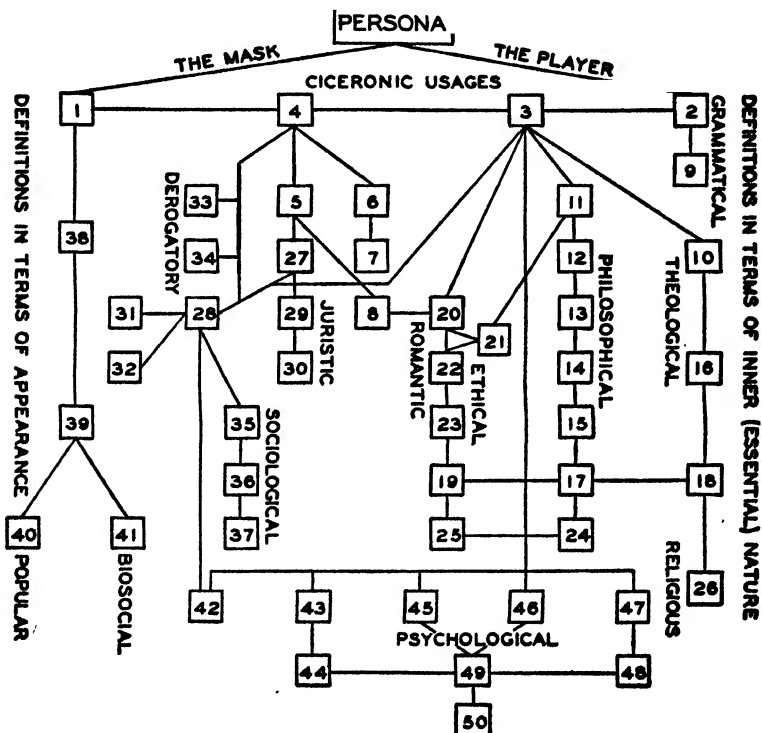 PERSONA
THE MASK
THE PLAYER
CICERONIC USAGES
1 4 3 2
GRAMMATICAL
DEFINITIONS IN TERMS OF APPEARANCE
DEFINITIONS IN TERMS OF INNER (ESSENTIAL) NATURE
9
DEROGATORY
33 5 6 11
38
34 27 7 12 10
PHILOSOPHICAL
THEOLOGICAL
31 28 29 8 20 13
21
JURISTIC
ROMANTIC
ETHICAL
32 30 22 14 16
39 35 23 15
SOCIOLOGICAL
36 19 17 18
40 41 37 25 24
POPULAR
BIOSOCIAL
RELIGIOUS
26
42 43 45 46 47
PSYCHOLOGICAL
44 49 48
50